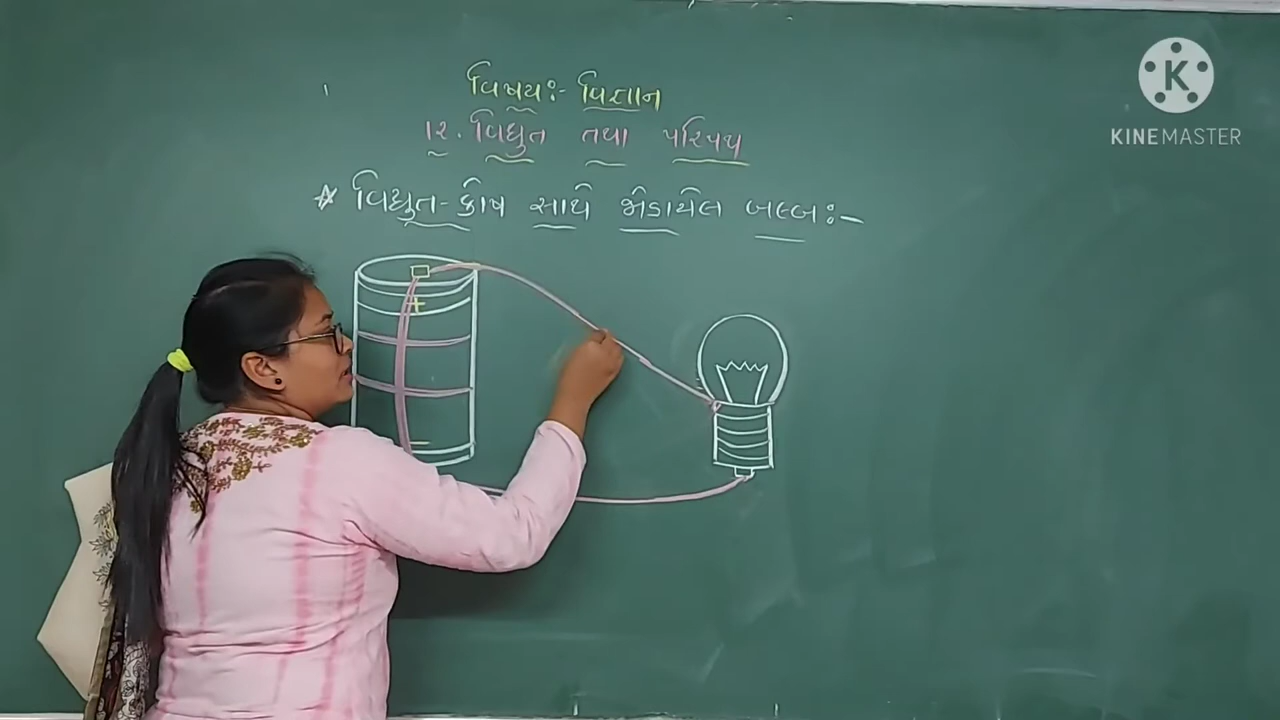 વિષય:- વિજ્ઞાન
૧૨. વિદ્યુત તથા પરિપથ
☆ વિદ્યુત-કોષ સાથે જોડાયેલ બલ્બ:-
+
–
K
KINEMASTER